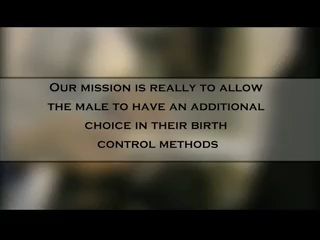 Our mission is really to allow
the male to have an additional
choice in their birth
control methods